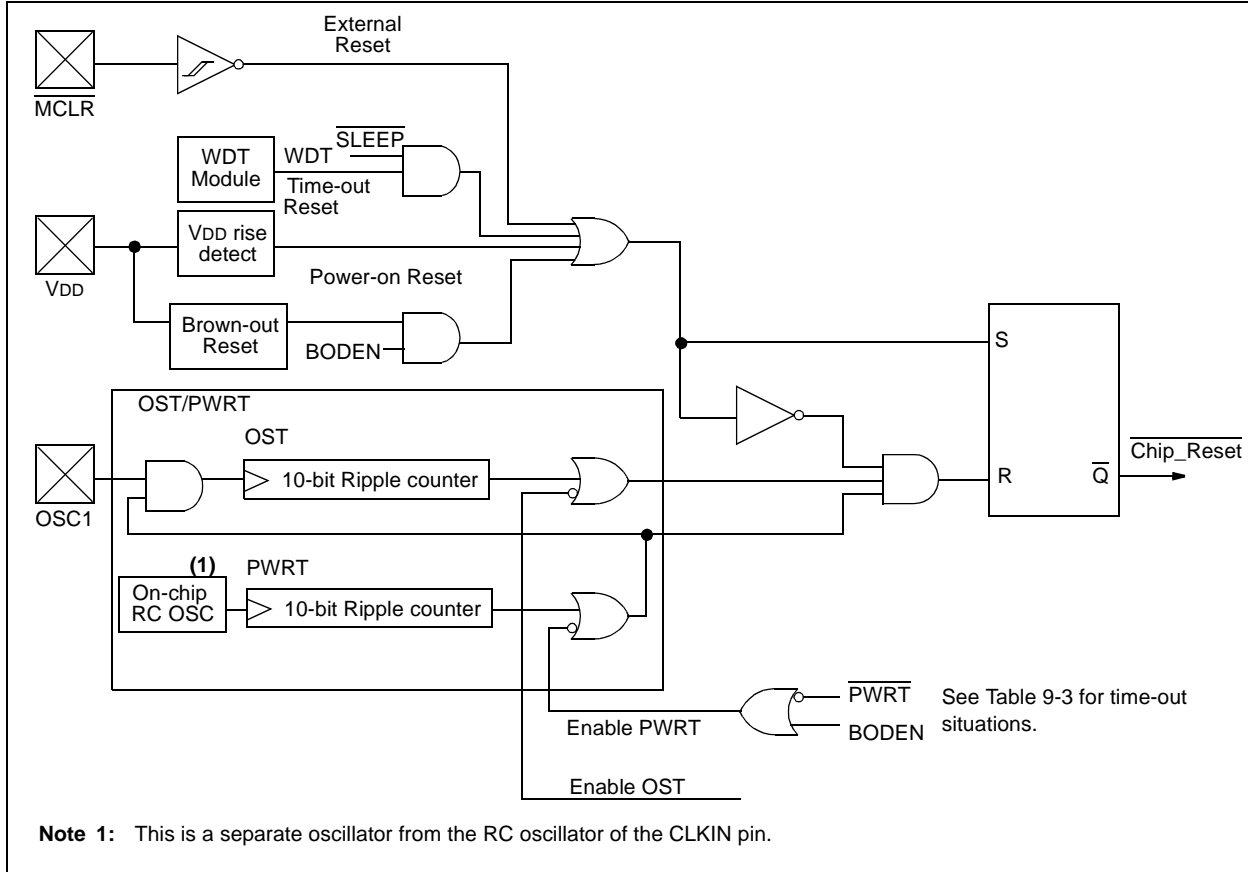 External
Reset
MCLR
SLEEP
WDT
Module
WDT
Time-out
Reset
VDD
VDD rise
detect
Power-on Reset
Brown-out
Reset
BODEN
OST/PWRT
OST
10-bit Ripple counter
OSC1
(1)
On-chip
RC OSC
PWRT
10-bit Ripple counter
S
R
Q
Chip_Reset
Enable PWRT
PWRT
BODEN
See Table 9-3 for time-out
situations.
Enable OST
Note 1: This is a separate oscillator from the RC oscillator of the CLKIN pin.